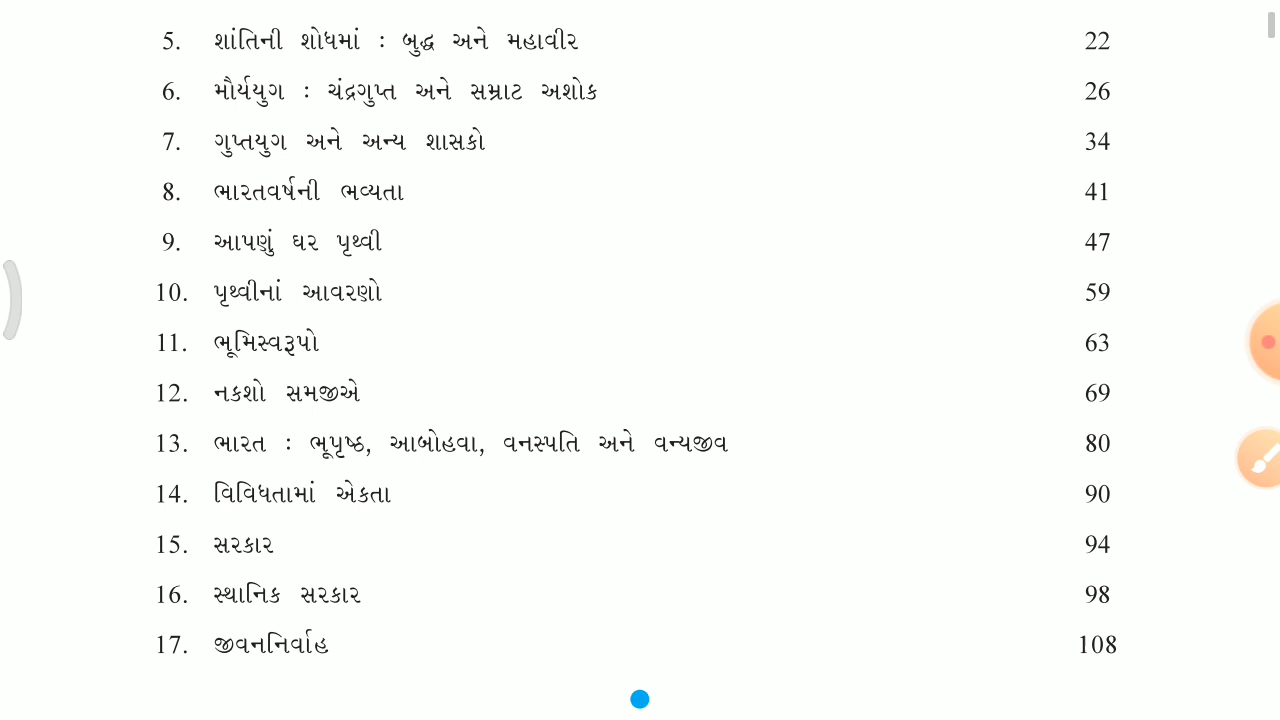 5. શાંતિની શોધમાં : બુદ્ધ અને મહાવીર 22
6. મૌર્યયુગ : ચંદ્રગુપ્ત અને સમ્રાટ અશોક 26
7. ગુપ્તયુગ અને અન્ય શાસકો 34
8. ભારતવર્ષની ભવ્યતા 41
9. આપણું ઘર પૃથ્વી 47
10. પૃથ્વીનાં આવરણો 59
11. ભૂમિસ્વરૂપો 63
12. નકશો સમજીએ 69
13. ભારત : ભૂપૃષ્ઠ, આબોહવા, વનસ્પતિ અને વન્યજીવ 80
14. વિવિધતામાં એકતા 90
15. સરકાર 94
16. સ્થાનિક સરકાર 98
17. જીવનનિર્વાહ 108